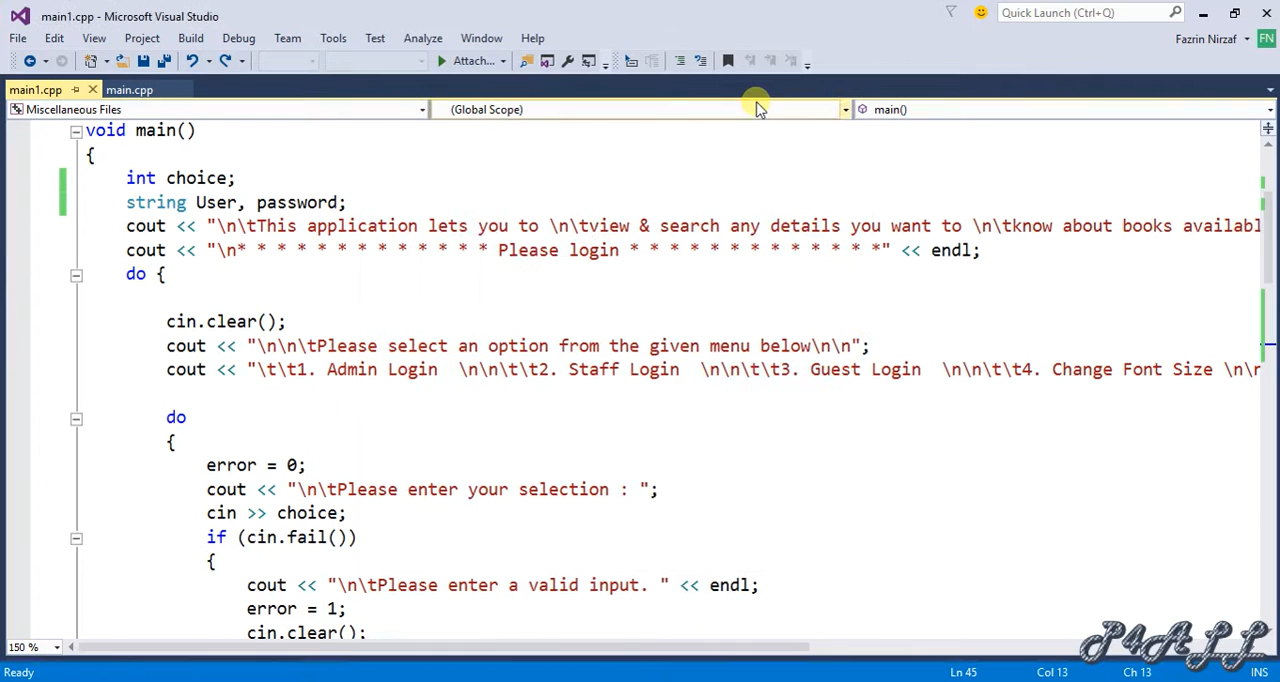 main1.cpp - Microsoft Visual Studio
Quick Launch (Ctrl+Q)
File Edit View Project Build Debug Team Tools Test Analyze Window Help
Fazrin Nirzaf FN
Attach...
main1.cpp main.cpp
Miscellaneous Files (Global Scope) main()
void main()
{
int choice;
string User, password;
cout << "\n\tThis application lets you to \n\tview & search any details you want to \n\tknow about books availabl
cout << "\n* * * * * * * * * * * * * Please login * * * * * * * * * * * * *" << endl;
do {
cin.clear();
cout << "\n\n\tPlease select an option from the given menu below\n\n";
cout << "\t\t1. Admin Login  \n\n\t\t2. Staff Login  \n\n\t\t3. Guest Login  \n\n\t\t4. Change Font Size \n\n
do
{
error = 0;
cout << "\n\tPlease enter your selection : ";
cin >> choice;
if (cin.fail())
{
cout << "\n\tPlease enter a valid input. " << endl;
error = 1;
cin.clear();
150 %
P4ALL
Ready Ln 45 Col 13 Ch 13 INS